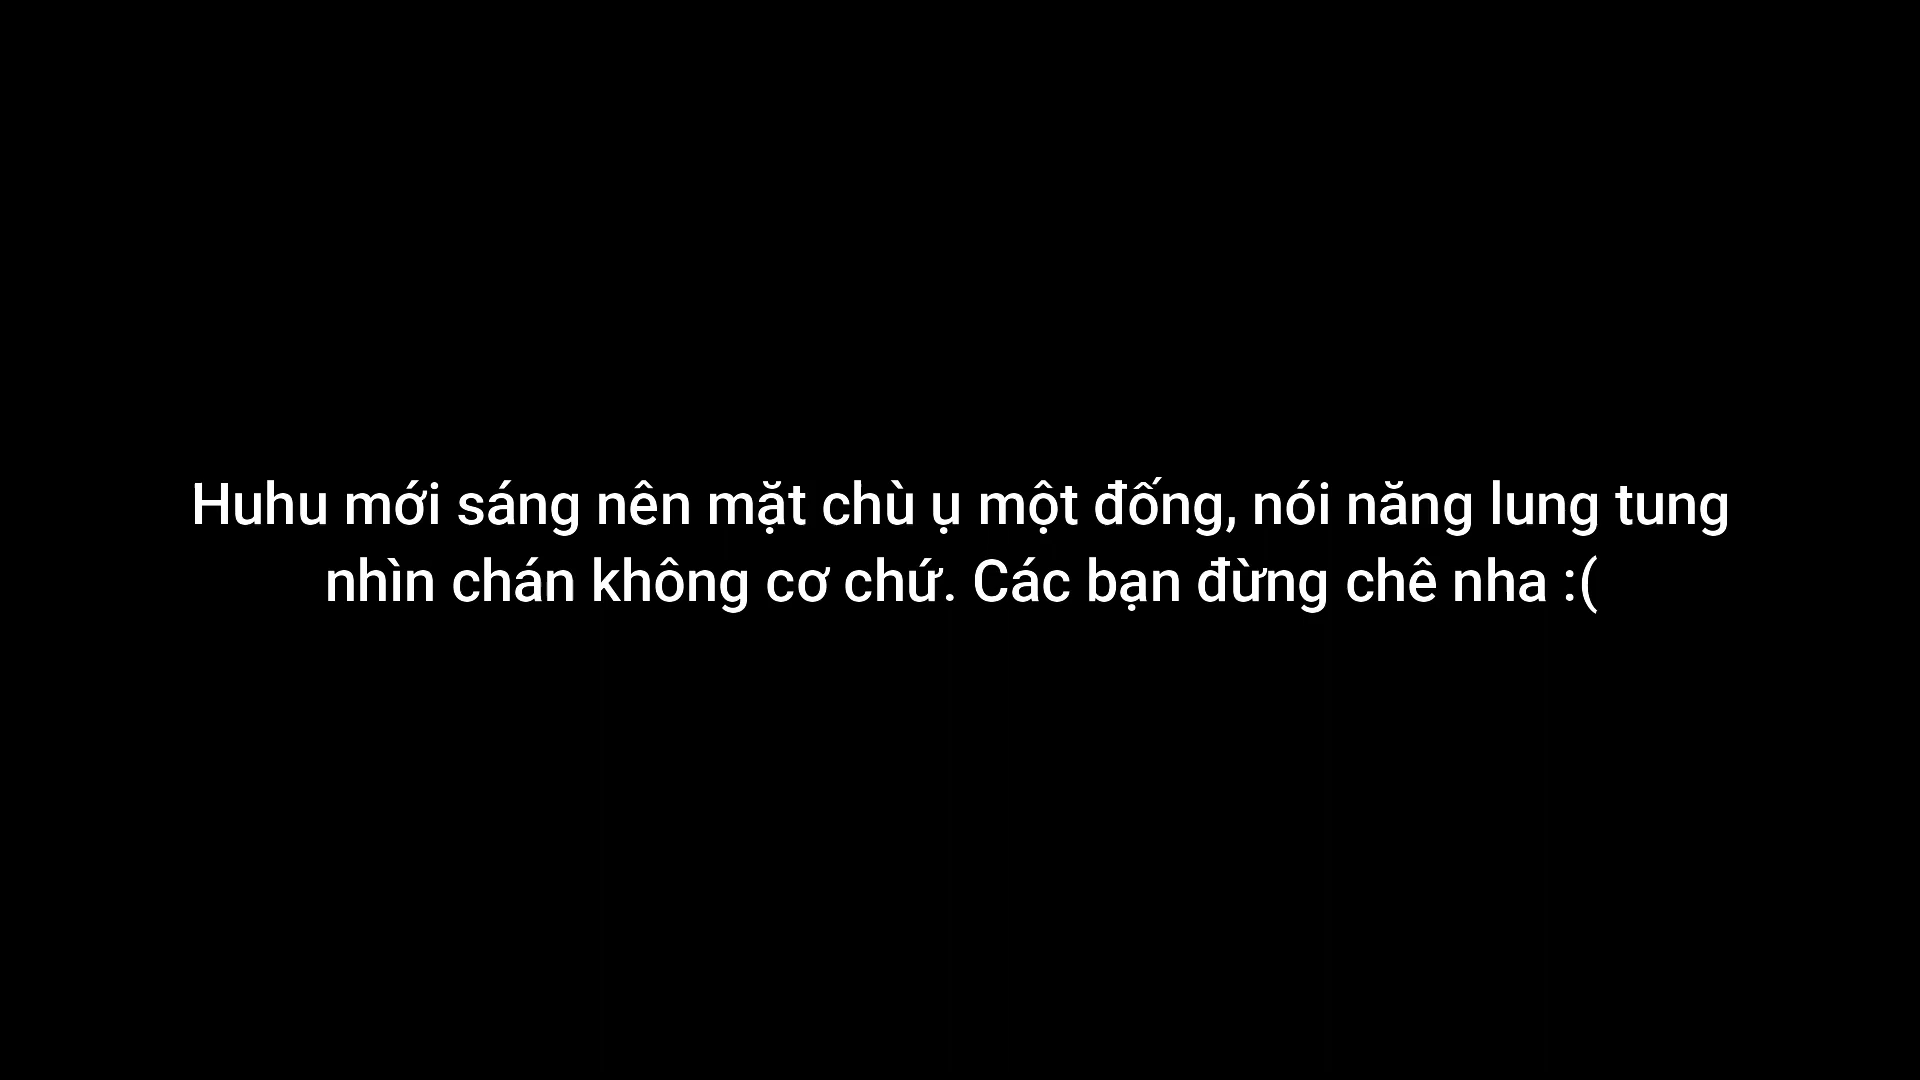 Huhu mới sáng nên mặt chù ụ một đống, nói năng lung tung
nhìn chán không cơ chứ. Các bạn đừng chê nha :(